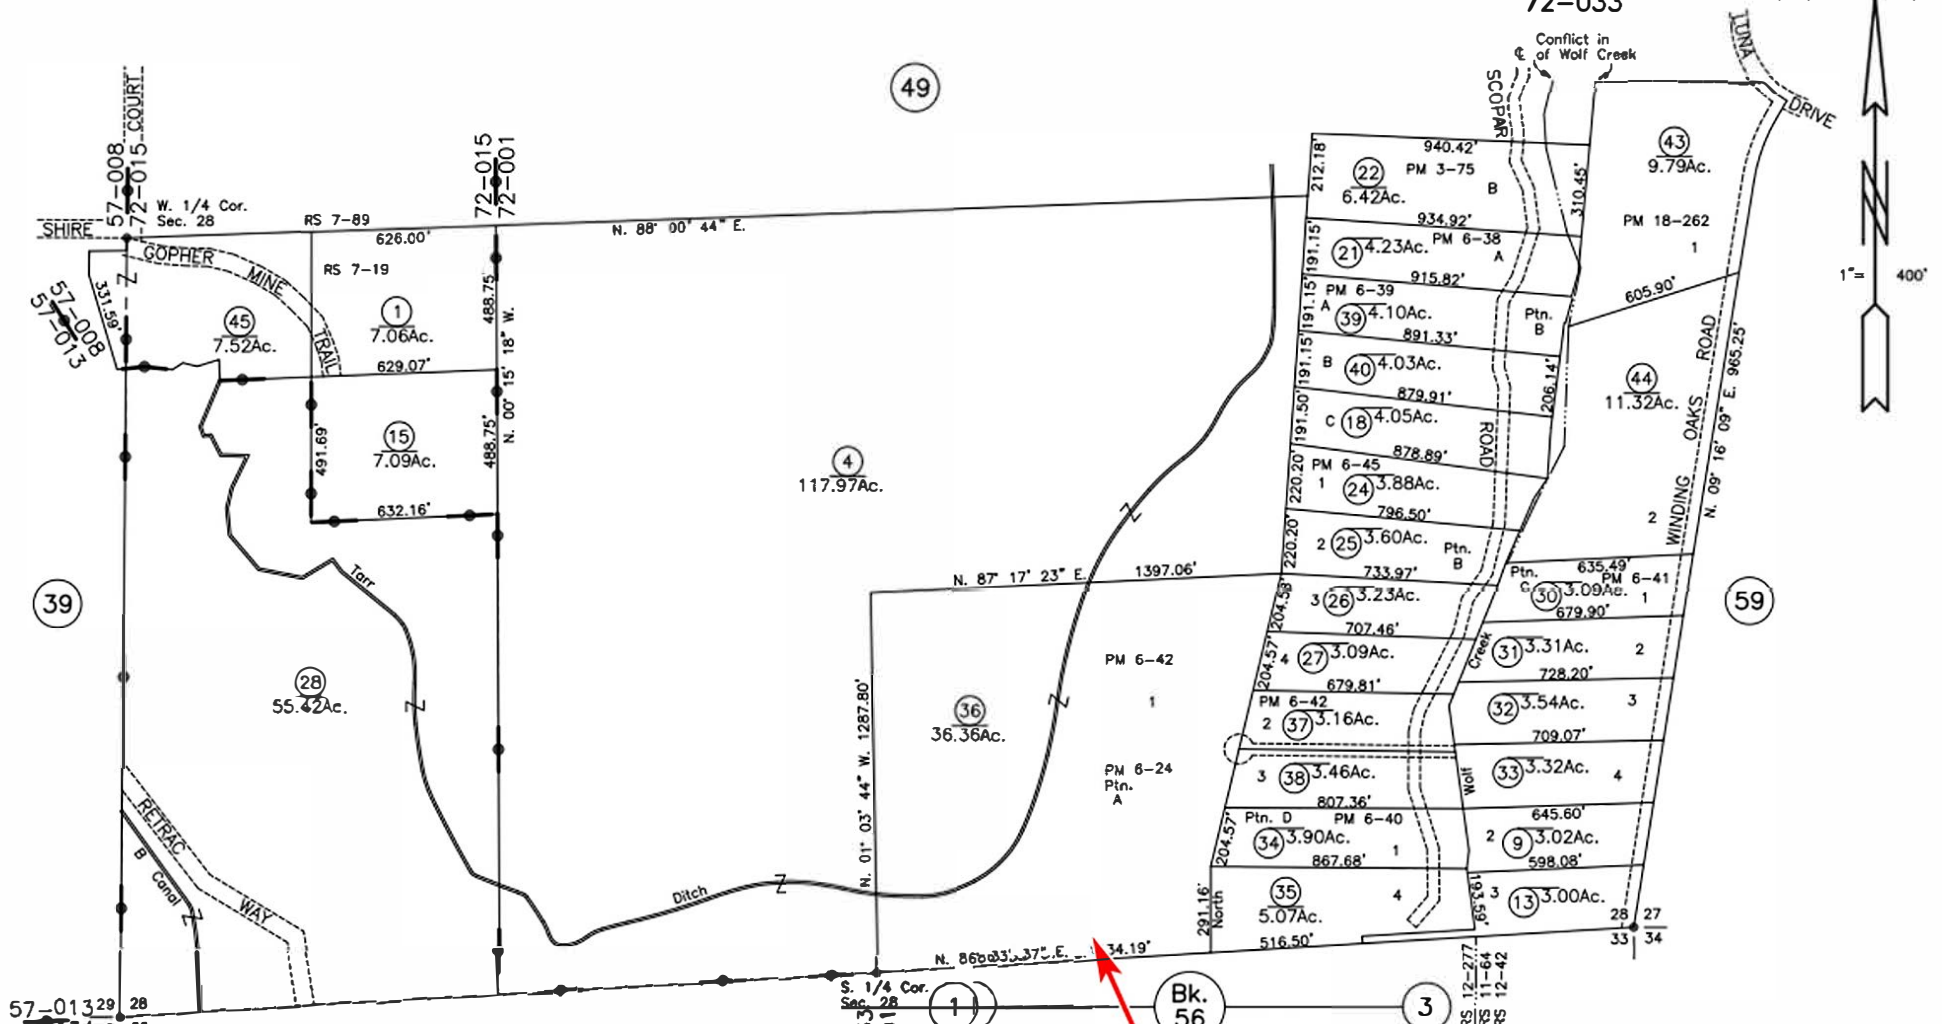 72-033
Conflict in
℄ of Wolf Creek
LUNA
DRIVE
49
SCOPAR
ROAD
57-008
72-015
COURT
72-015
72-001
W. 1/4 Cor.
Sec. 28
SHIRE
RS 7-89
626.00'
N. 88° 00' 44" E.
GOPHER
MINE
TRAIL
RS 7-19
331.59'
57-008
57-013
45
7.52Ac.
1
7.06Ac.
488.75'
629.07'
N. 00° 15' 18" W.
15
7.09Ac.
491.69'
488.75'
632.16'
4
117.97Ac.
212.18'
940.42'
22
6.42Ac.
PM 3-75
B
310.45'
934.92'
191.15'
21
4.23Ac.
PM 6-38
A
915.82'
191.15'
PM 6-39
A
39
4.10Ac.
Ptn.
B
891.33'
191.15'
B
40
4.03Ac.
206.14'
879.91'
191.50'
C
18
4.05Ac.
878.89'
220.20'
PM 6-45
1
24
3.88Ac.
796.50'
220.20'
2
25
3.60Ac.
Ptn.
B
733.97'
43
9.79Ac.
PM 18-262
1
605.90'
44
11.32Ac.
2
WINDING OAKS ROAD
N. 09° 16' 09" E. 965.25'
1"= 400'
39
Tarr
28
55.42Ac.
N. 87° 17' 23" E. 1397.06'
N. 01° 03' 44" W. 1287.80'
36
36.36Ac.
PM 6-42
1
PM 6-24
Ptn.
A
204.58'
3
26
3.23Ac.
707.46'
204.57'
4
27
3.09Ac.
679.81'
PM 6-42
2
37
3.16Ac.
3
38
3.46Ac.
807.36'
204.57'
Ptn. D
PM 6-40
34
3.90Ac.
1
867.68'
35
5.07Ac.
4
291.16'
North
516.50'
Creek
Wolf
635.49'
Ptn.
PM 6-41
30
3.09Ac.
1
679.90'
31
3.31Ac.
2
728.20'
32
3.54Ac.
3
709.07'
33
3.32Ac.
4
645.60'
2
9
3.02Ac.
598.08'
193.59'
3
13
3.00Ac.
59
28 27
33 34
RETRAC
WAY
B Canal
Ditch
34.19'
S. 1/4 Cor.
Sec. 28
57-013
29 28
1
Bk.
56
3
RS 12-277
RS 11-64
RS 12-42